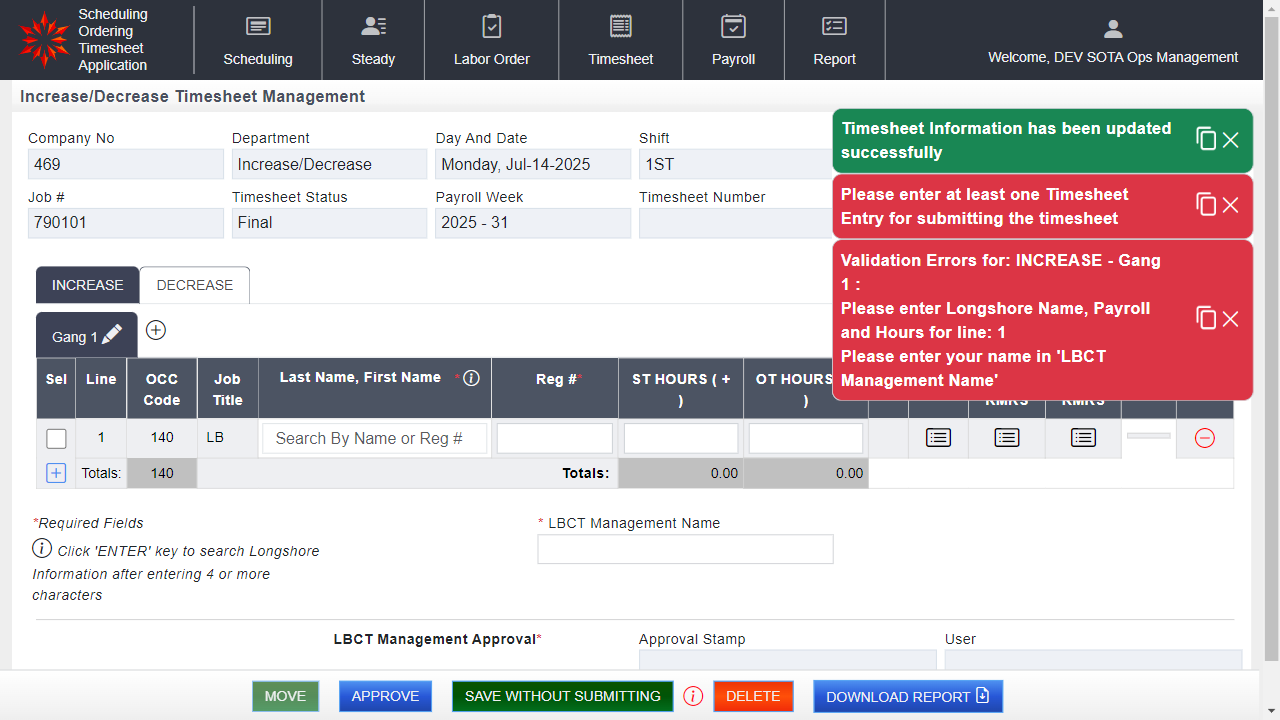 Scheduling
Ordering
Timesheet
Application
Scheduling
Steady
Labor Order
Timesheet
Payroll
Report
Welcome, DEV SOTA Ops Management
Increase/Decrease Timesheet Management
Company No
Department
Day And Date
Shift
469
Increase/Decrease
Monday, Jul-14-2025
1ST
Job #
Timesheet Status
Payroll Week
Timesheet Number
790101
Final
2025 - 31
Timesheet Information has been updated
successfully
Please enter at least one Timesheet
Entry for submitting the timesheet
Validation Errors for: INCREASE - Gang
1 :
Please enter Longshore Name, Payroll
and Hours for line: 1
Please enter your name in 'LBCT
Management Name'
INCREASE
DECREASE
Gang 1
Sel
Line
OCC
Code
Job
Title
Last Name, First Name *
Reg #*
ST HOURS ( +
)
OT HOURS
)
RMRS
RMRS
1
140
LB
Search By Name or Reg #
Totals:
140
Totals:
0.00
0.00
*Required Fields
Click 'ENTER' key to search Longshore
Information after entering 4 or more
characters
* LBCT Management Name
LBCT Management Approval*
Approval Stamp
User
MOVE
APPROVE
SAVE WITHOUT SUBMITTING
DELETE
DOWNLOAD REPORT